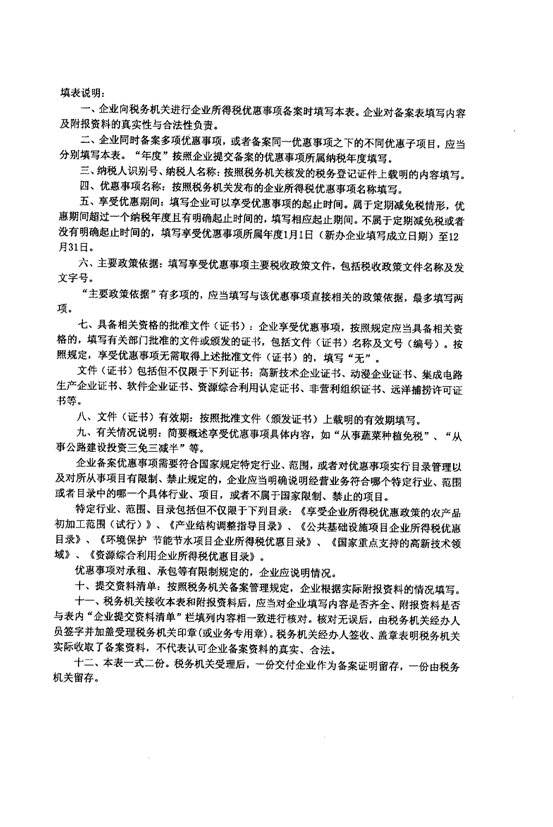 填表说明：
一、企业向税务机关进行企业所得税优惠事项备案时填写本表。企业对备案表填写内容
及附报资料的真实性与合法性负责。
二、企业同时备案多项优惠事项，或者备案同一优惠事项之下的不同优惠子项目，应当
分别填写本表。“年度”按照企业提交备案的优惠事项所属纳税年度填写。
三、纳税人识别号、纳税人名称：按照税务机关核发的税务登记证件上载明的内容填写。
四、优惠事项名称：按照税务机关发布的企业所得税优惠事项名称填写。
五、享受优惠期间：填写企业可以享受优惠事项的起止时间。属于定期减免税情形，优
惠期间超过一个纳税年度且有明确起止时间的，填写相应起止期间。不属于定期减免税或者
没有明确起止时间的，填写享受优惠事项所属年度1月1日（新办企业填写成立日期）至12
月31日。
六、主要政策依据：填写享受优惠事项主要税收政策文件，包括税收政策文件名称及发
文字号。
“主要政策依据”有多项的，应当填写与该优惠事项直接相关的政策依据，最多填写两
项。
七、具备相关资格的批准文件（证书）：企业享受优惠事项，按照规定应当具备相关资
格的，填写有关部门批准的文件或颁发的证书，包括文件（证书）名称及文号（编号）。按
照规定，享受优惠事项无需取得上述批准文件（证书）的，填写“无”。
文件（证书）包括但不仅限于下列证书：高新技术企业证书、动漫企业证书、集成电路
生产企业证书、软件企业证书、资源综合利用认定证书、非营利组织证书、远洋捕捞许可证
书等。
八、文件（证书）有效期：按照批准文件（颁发证书）上载明的有效期填写。
九、有关情况说明：简要概述享受优惠事项具体内容，如“从事蔬菜种植免税”、“从
事公路建设投资三免三减半”等。
企业备案优惠事项需要符合国家规定特定行业、范围，或者对优惠事项实行目录管理以
及对所从事项目有限制、禁止规定的，企业应当明确说明经营业务符合哪个特定行业、范围
或者目录中的哪一个具体行业、项目，或者不属于国家限制、禁止的项目。
特定行业、范围、目录包括但不仅限于下列目录：《享受企业所得税优惠政策的农产品
初加工范围（试行）》、《产业结构调整指导目录》、《公共基础设施项目企业所得税优惠
目录》、《环境保护 节能节水项目企业所得税优惠目录》、《国家重点支持的高新技术领
域》、《资源综合利用企业所得税优惠目录》。
优惠事项对承租、承包等有限制规定的，企业应说明情况。
十、提交资料清单：按照税务机关备案管理规定，企业根据实际附报资料的情况填写。
十一、税务机关接收本表和附报资料后，应当对企业填写内容是否齐全、附报资料是否
与表内“企业提交资料清单”栏填列内容相一致进行核对。核对无误后，由税务机关经办人
员签字并加盖受理税务机关印章(或业务专用章)。税务机关经办人签收、盖章表明税务机关
实际收取了备案资料，不代表认可企业备案资料的真实、合法。
十二、本表一式二份。税务机关受理后，一份交付企业作为备案证明留存，一份由税务
机关留存。